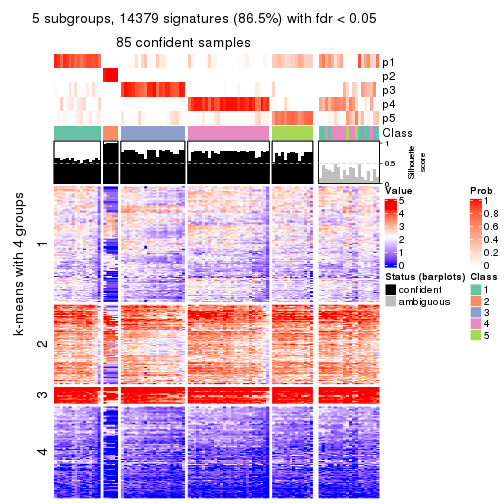 5 subgroups, 14379 signatures (86.5%) with fdr < 0.05
85 confident samples
p1
p2
p3
p4
p5
Class
1
0.5
0
Silhouette
score
k-means with 4 groups
1
2
3
4
Value
5
4
3
2
1
0
Prob
1
0.8
0.6
0.4
0.2
0
Status (barplots)
confident
ambiguous
Class
1
2
3
4
5